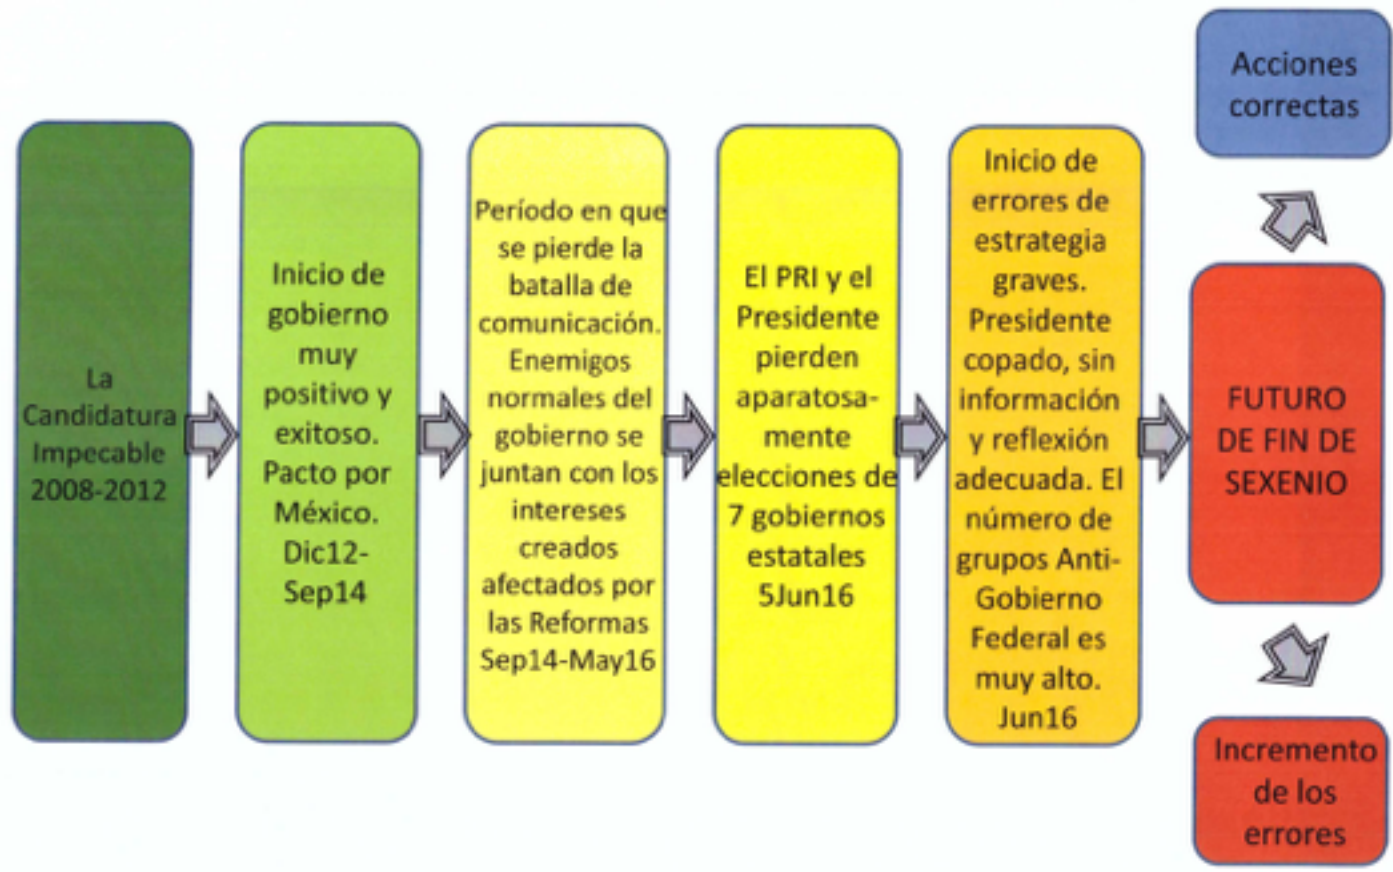 La
Candidatura
Impecable
2008-2012
Inicio de
gobierno
muy
positivo y
exitoso.
Pacto por
México.
Dic12-
Sep14
Período en que
se pierde la
batalla de
comunicación.
Enemigos
normales del
gobierno se
juntan con los
intereses
creados
afectados por
las Reformas
Sep14-May16
El PRI y el
Presidente
pierden
aparatosa-
mente
elecciones de
7 gobiernos
estatales
5Jun16
Inicio de
errores de
estrategia
graves.
Presidente
copado, sin
información
y reflexión
adecuada. El
número de
grupos Anti-
Gobierno
Federal es
muy alto.
Jun16
Acciones
correctas
FUTURO
DE FIN DE
SEXENIO
Incremento
de los
errores